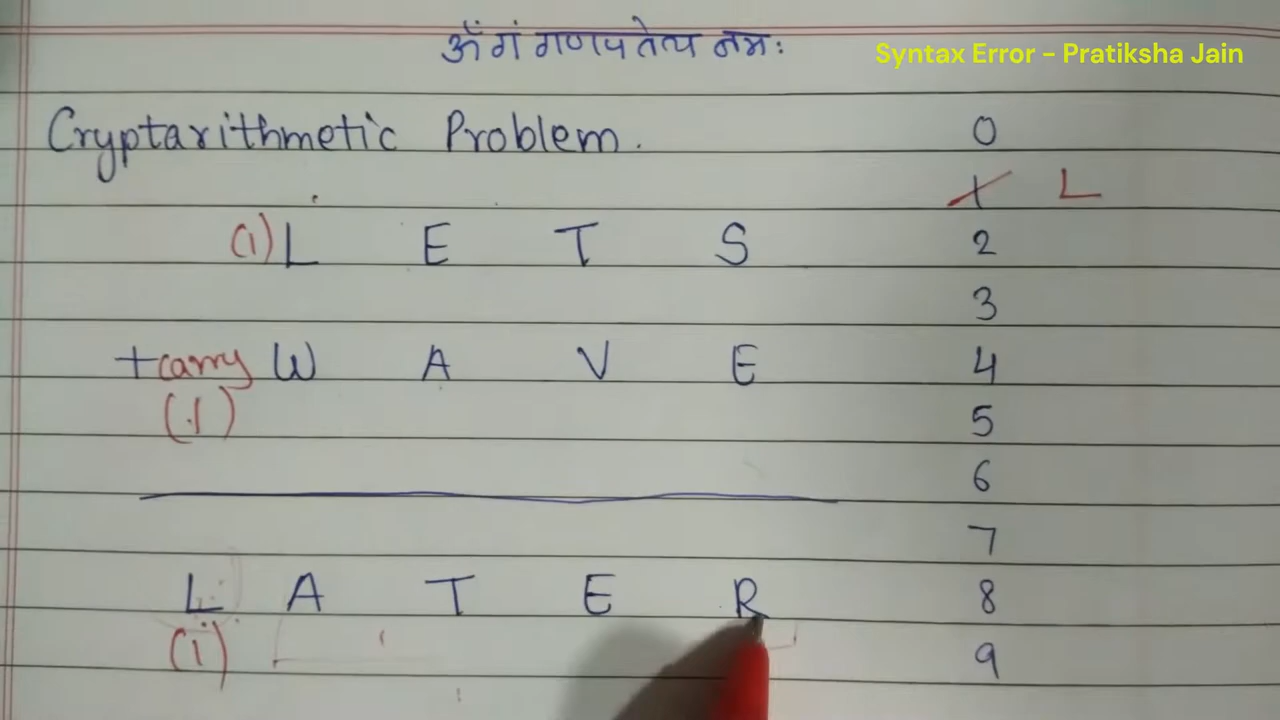 ॐ गं गणपतेय नमः
Syntax Error - Pratiksha Jain
Cryptarithmetic Problem.
0
1 L
(1) L E T S
2
3
+carry W A V E
4
(1)
5
6
7
L A T E R
8
(1)
9